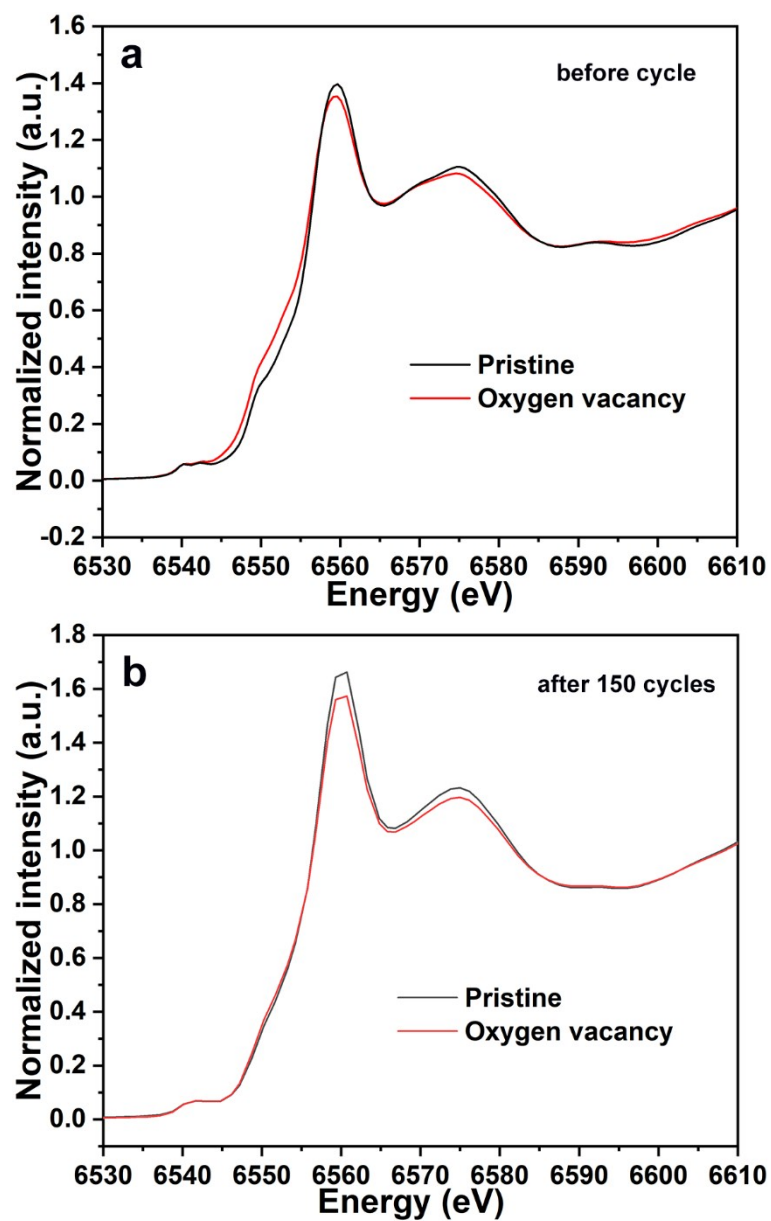 a
before cycle
Normalized intensity (a.u.)
1.6
1.4
1.2
1.0
0.8
0.6
0.4
0.2
0.0
-0.2
Pristine
Oxygen vacancy
6530 6540 6550 6560 6570 6580 6590 6600 6610
Energy (eV)
b
after 150 cycles
Normalized intensity (a.u.)
1.8
1.6
1.4
1.2
1.0
0.8
0.6
0.4
0.2
0.0
Pristine
Oxygen vacancy
6530 6540 6550 6560 6570 6580 6590 6600 6610
Energy (eV)